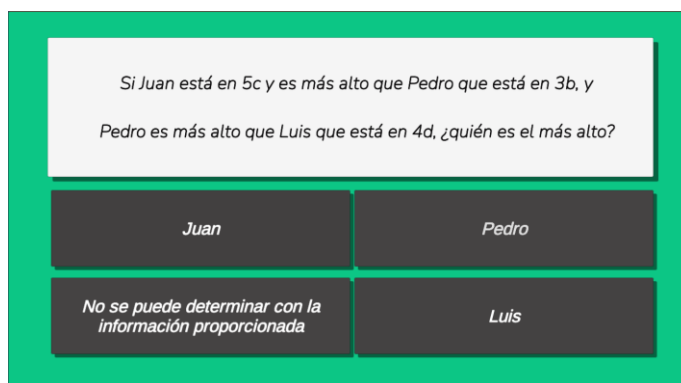 Si Juan está en 5c y es más alto que Pedro que está en 3b, y
Pedro es más alto que Luis que está en 4d, ¿quién es el más alto?
Juan
Pedro
No se puede determinar con la
información proporcionada
Luis